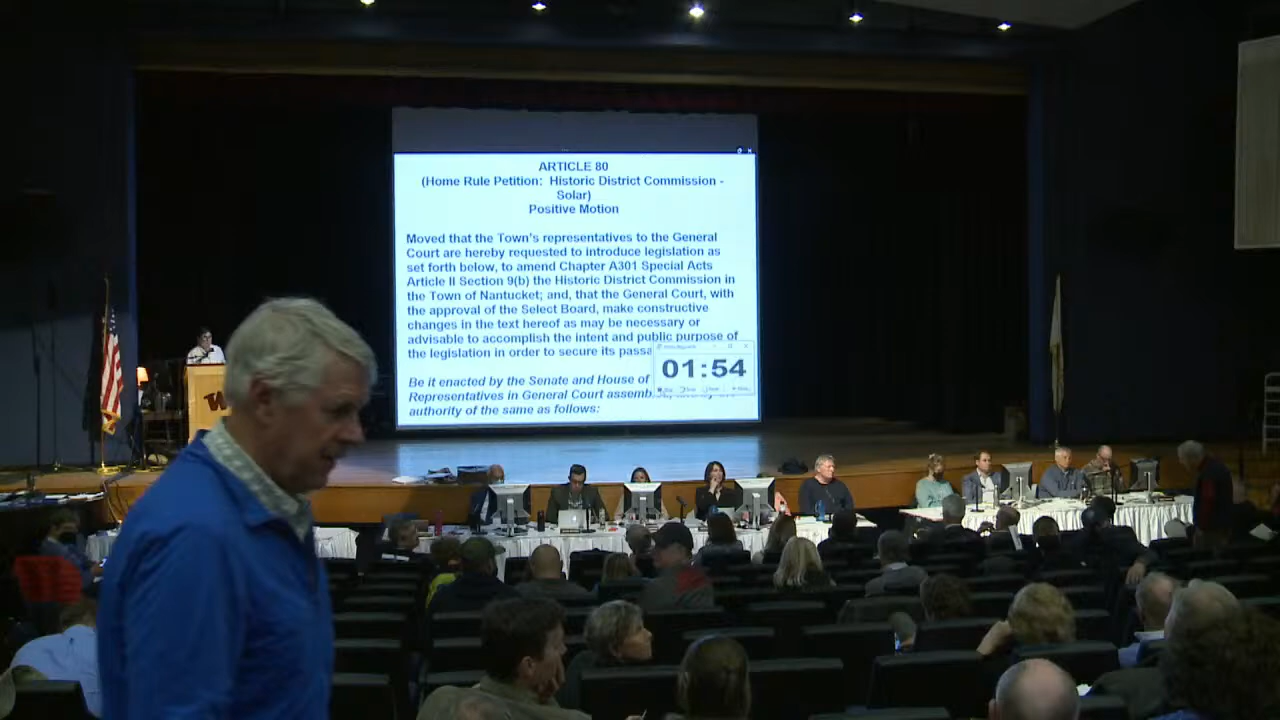 ARTICLE 80
(Home Rule Petition: Historic District Commission -
Solar)
Positive Motion
Moved that the Town's representatives to the General
Court are hereby requested to introduce legislation as
set forth below, to amend Chapter A301 Special Acts
Article II Section 9(b) the Historic District Commission in
the Town of Nantucket; and, that the General Court, with
the approval of the Select Board, make constructive
changes in the text hereof as may be necessary or
advisable to accomplish the intent and public purpose of
the legislation in order to secure its
01:54
Be it enacted by the Senate and House of
Representatives in General Court
authority of the same as follows: